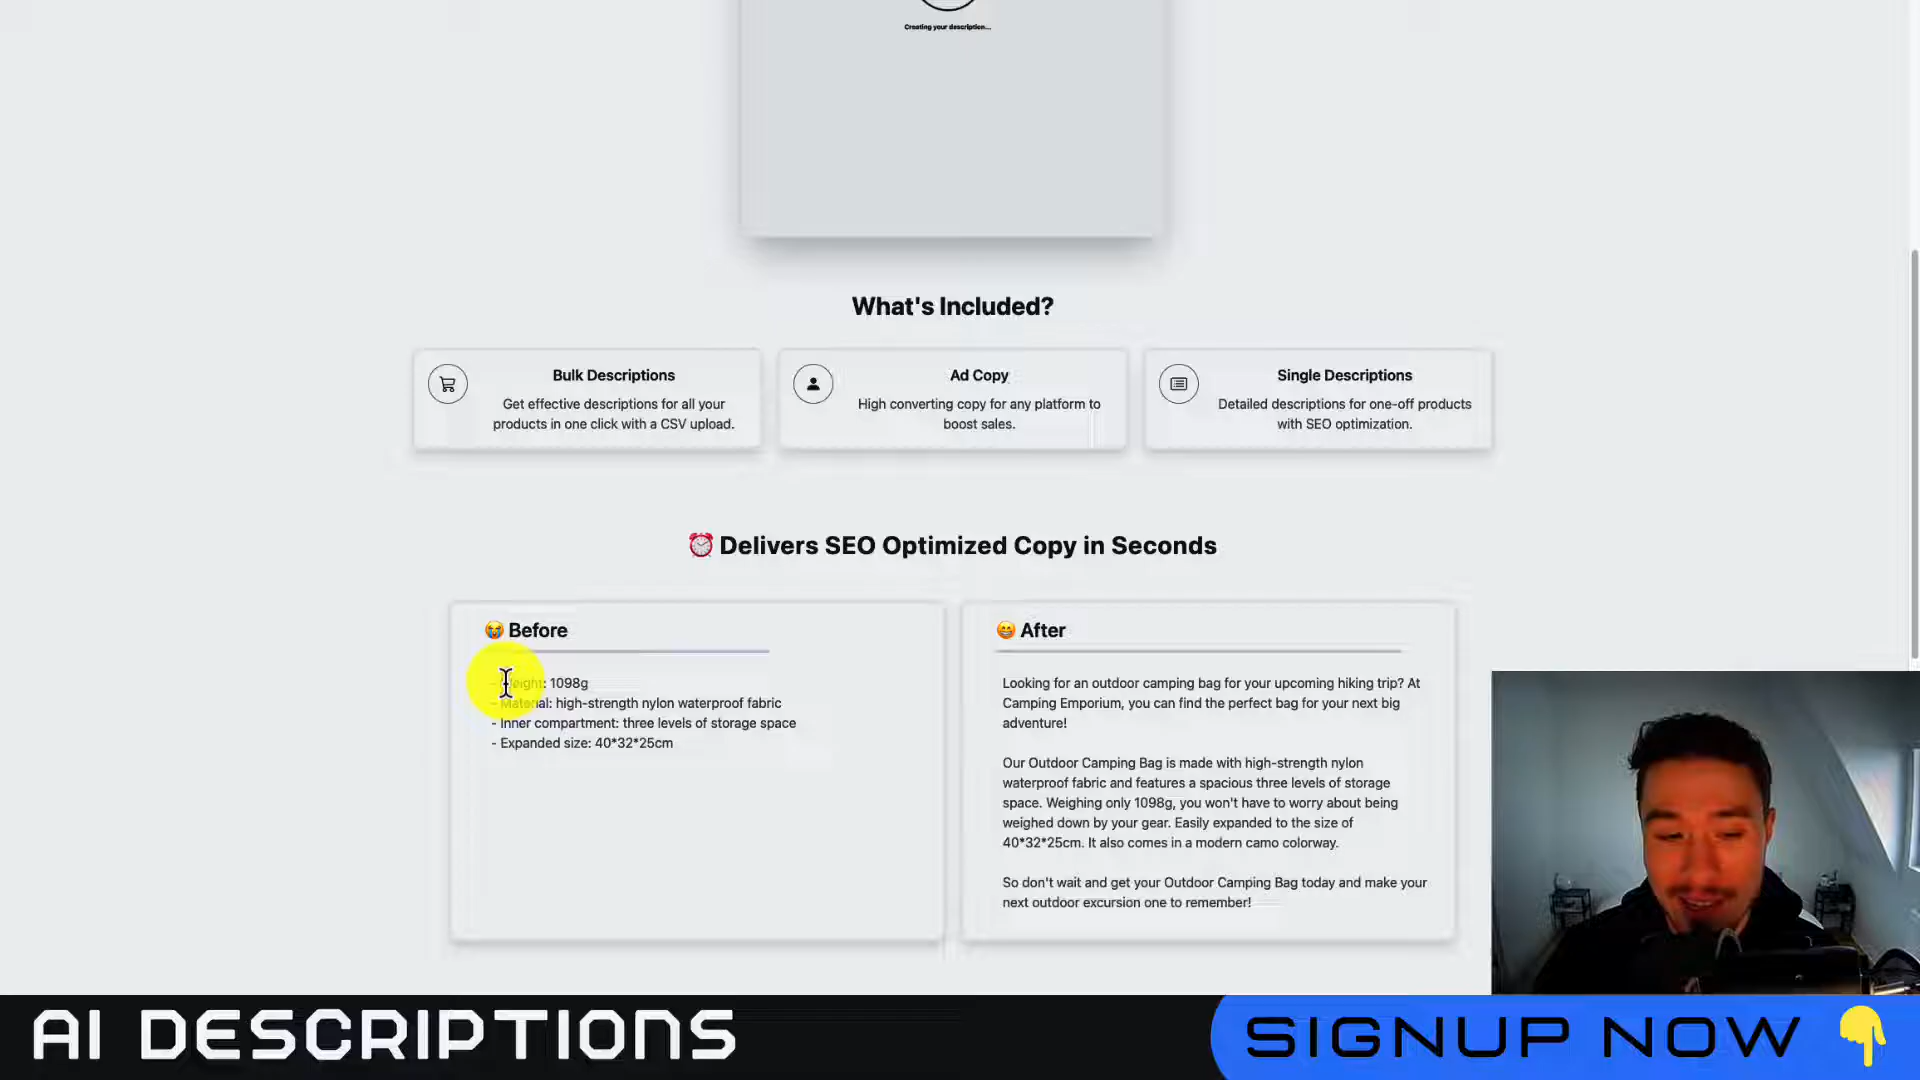 Creating your description...
What's Included?
Bulk Descriptions
Get effective descriptions for all your
products in one click with a CSV upload.
Ad Copy
High converting copy for any platform to
boost sales.
Single Descriptions
Detailed descriptions for one-off products
with SEO optimization.
⏰ Delivers SEO Optimized Copy in Seconds
😭 Before
- Weight: 1098g
- Material: high-strength nylon waterproof fabric
- Inner compartment: three levels of storage space
- Expanded size: 40*32*25cm
😁 After
Looking for an outdoor camping bag for your upcoming hiking trip? At
Camping Emporium, you can find the perfect bag for your next big
adventure!
Our Outdoor Camping Bag is made with high-strength nylon
waterproof fabric and features a spacious three levels of storage
space. Weighing only 1098g, you won't have to worry about being
weighed down by your gear. Easily expanded to the size of
40*32*25cm. It also comes in a modern camo colorway.
So don't wait and get your Outdoor Camping Bag today and make your
next outdoor excursion one to remember!
AI DESCRIPTIONS
SIGNUP NOW 👇